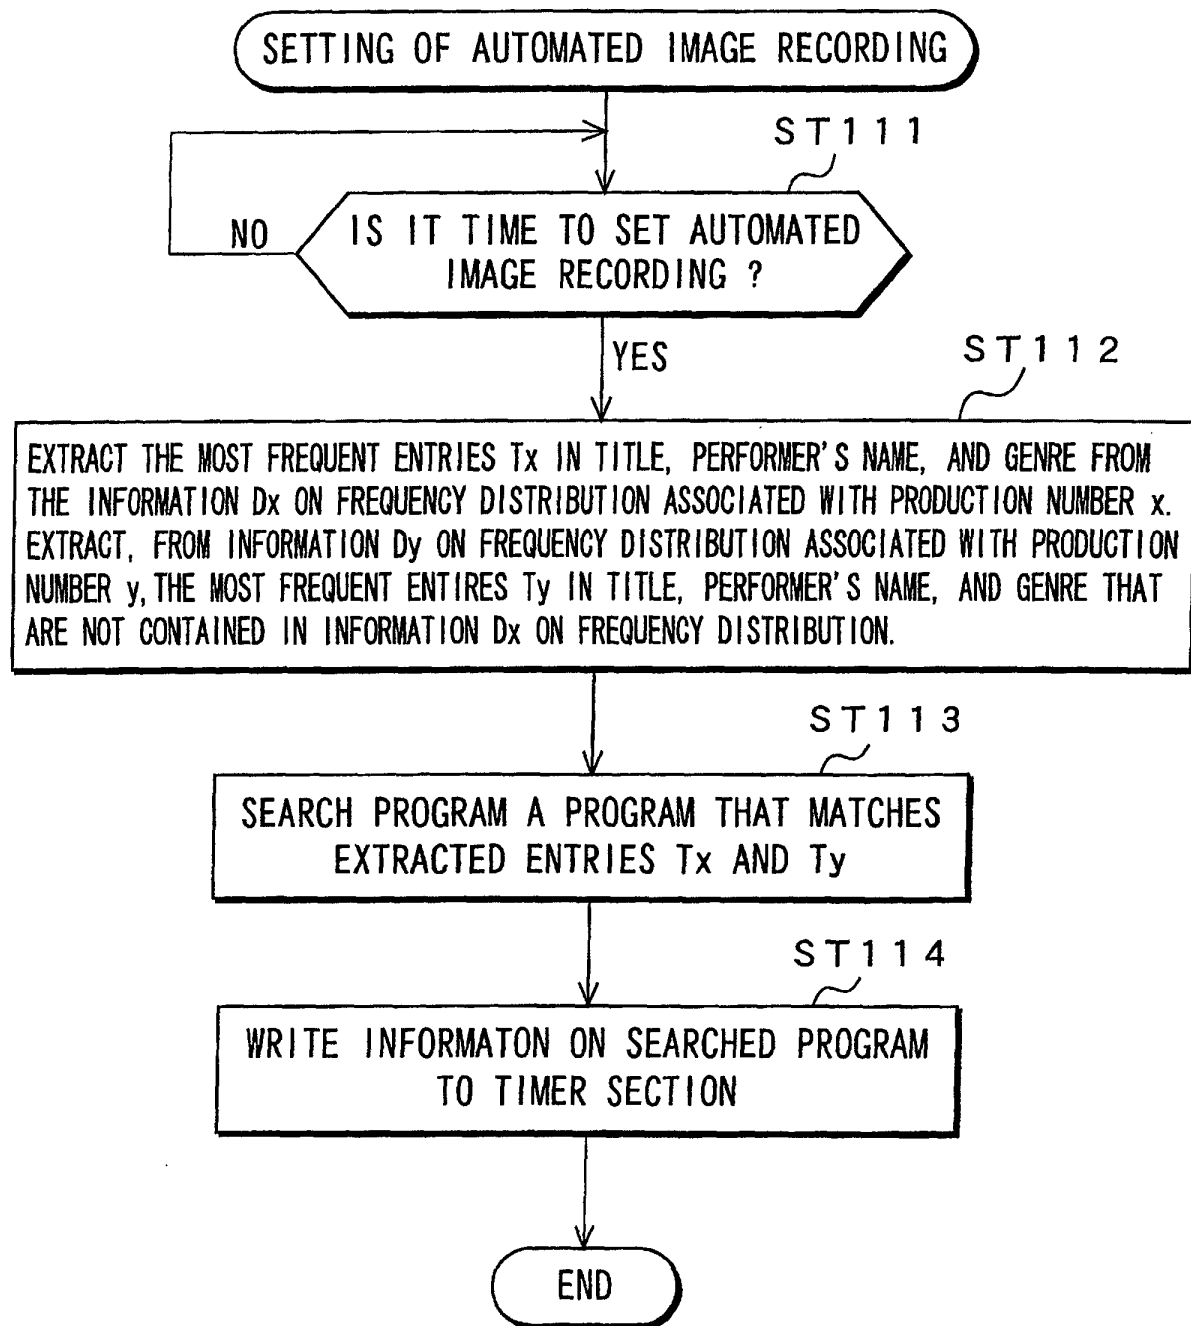 SETTING OF AUTOMATED IMAGE RECORDING
ST111
NO
IS IT TIME TO SET AUTOMATED
IMAGE RECORDING ?
YES
ST112
EXTRACT THE MOST FREQUENT ENTRIES Tx IN TITLE, PERFORMER'S NAME, AND GENRE FROM
THE INFORMATION Dx ON FREQUENCY DISTRIBUTION ASSOCIATED WITH PRODUCTION NUMBER x.
EXTRACT, FROM INFORMATION Dy ON FREQUENCY DISTRIBUTION ASSOCIATED WITH PRODUCTION
NUMBER y, THE MOST FREQUENT ENTIRES Ty IN TITLE, PERFORMER'S NAME, AND GENRE THAT
ARE NOT CONTAINED IN INFORMATION Dx ON FREQUENCY DISTRIBUTION.
ST113
SEARCH PROGRAM A PROGRAM THAT MATCHES
EXTRACTED ENTRIES Tx AND Ty
ST114
WRITE INFORMATON ON SEARCHED PROGRAM
TO TIMER SECTION
END